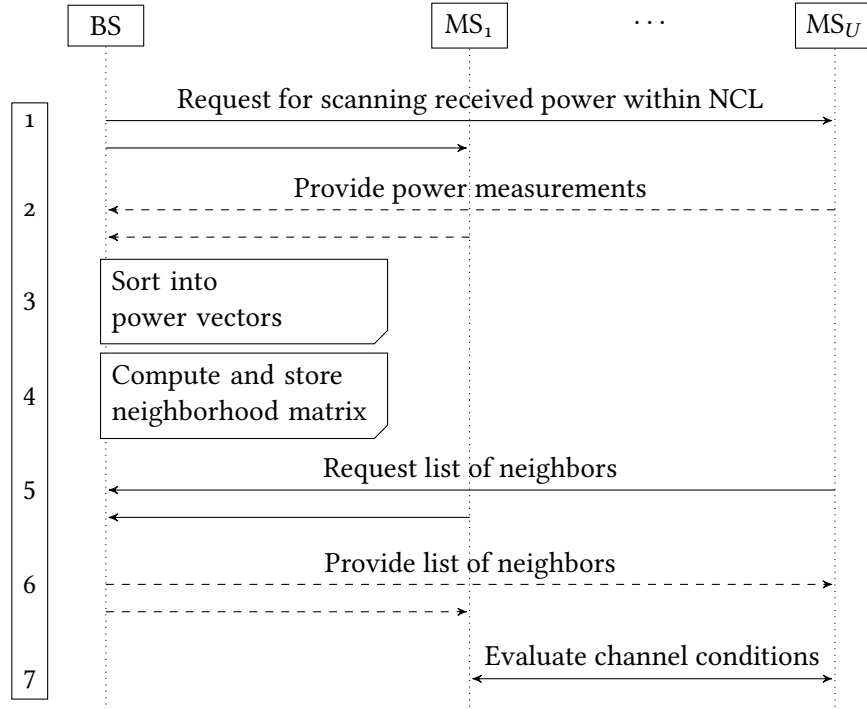 BS MS₁ ··· MS_U
Request for scanning received power within NCL
1
Provide power measurements
2
Sort into
power vectors
3
Compute and store
neighborhood matrix
4
Request list of neighbors
5
Provide list of neighbors
6
Evaluate channel conditions
7